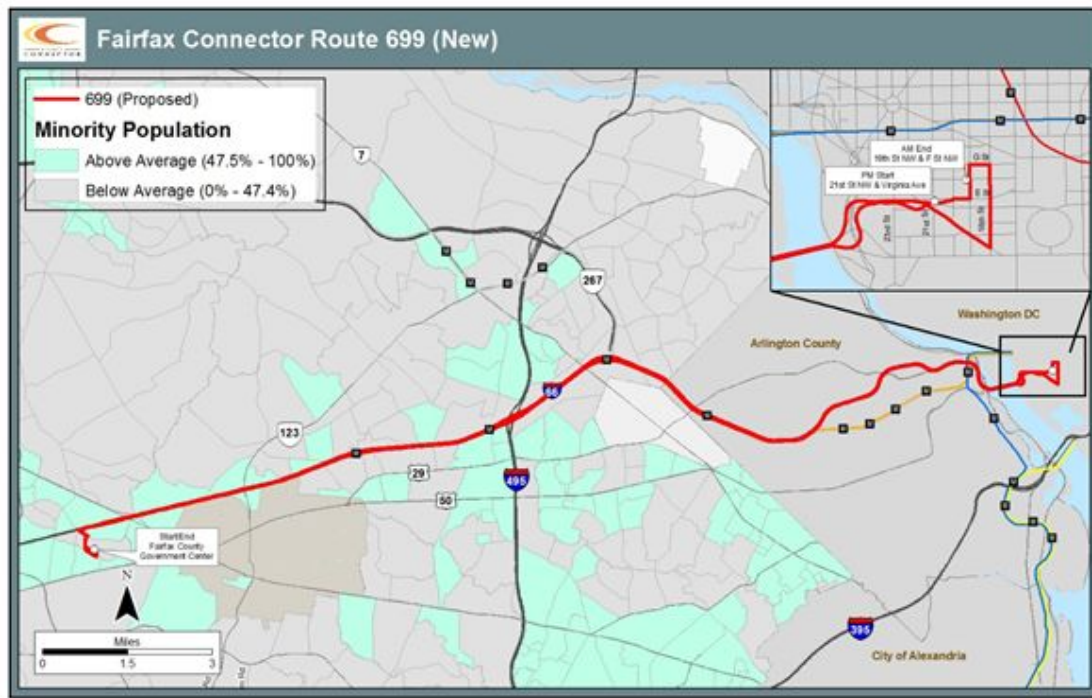 CONNECTOR
Fairfax Connector Route 699 (New)
699 (Proposed)
Minority Population
Above Average (47.5% - 100%)
Below Average (0% - 47.4%)
7
AM End
19th St NW & F St NW
G St
E St
PM Start
21st St NW & Virginia Ave
23rd St
21st St
18th St
267
Washington DC
Arlington County
66
123
29
495
50
Start/End
Fairfax County
Government Center
N
Miles
0 1.5 3
395
City of Alexandria